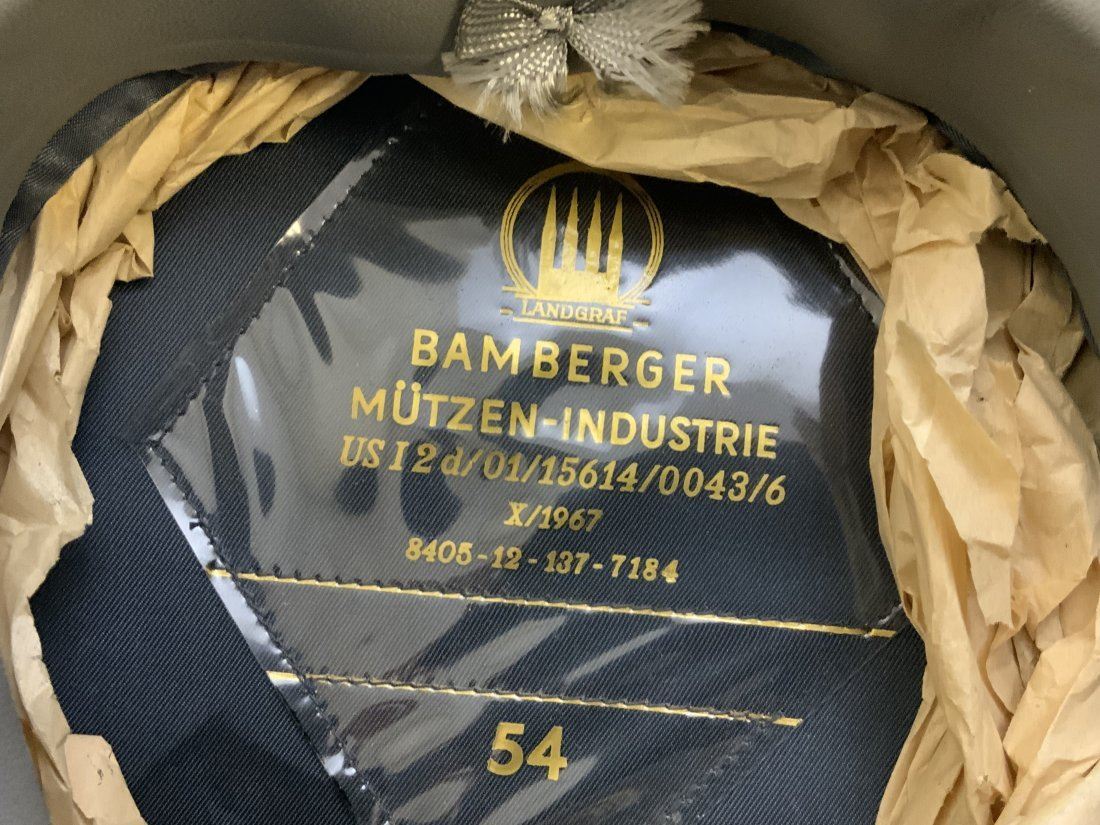 LANDGRAF
BAMBERGER
MÜTZEN-INDUSTRIE
US I 2 d/01/15614/0043/6
X/1967
8405-12-137-7184
54